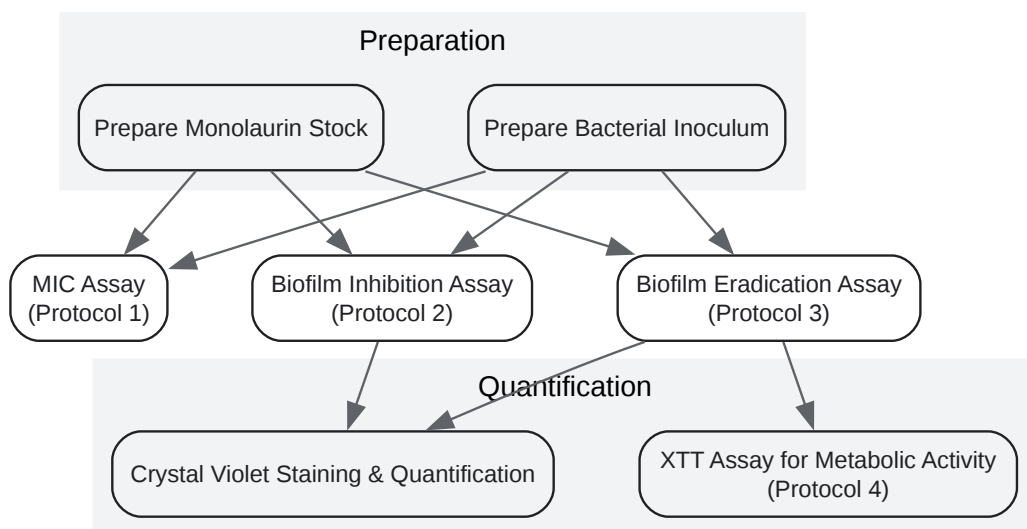 Preparation
Prepare Monolaurin Stock
Prepare Bacterial Inoculum
MIC Assay
(Protocol 1)
Biofilm Inhibition Assay
(Protocol 2)
Biofilm Eradication Assay
(Protocol 3)
Quantification
Crystal Violet Staining & Quantification
XTT Assay for Metabolic Activity
(Protocol 4)